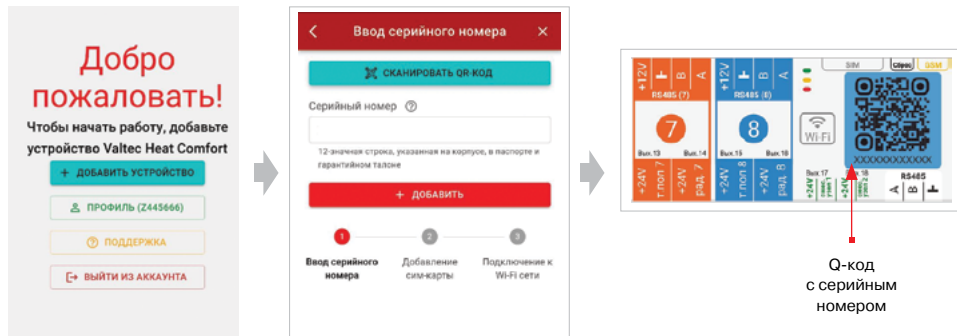 Добро
пожаловать!
Чтобы начать работу, добавьте
устройство Valtec Heat Comfort
+ ДОБАВИТЬ УСТРОЙСТВО
ПРОФИЛЬ (Z445666)
ПОДДЕРЖКА
ВЫЙТИ ИЗ АККАУНТА
Ввод серийного номера
СКАНИРОВАТЬ QR-КОД
Серийный номер
12-значная строка, указанная на корпусе, в паспорте и
гарантийном талоне
+ ДОБАВИТЬ
1
2
3
Ввод серийного
номера
Добавление
сим-карты
Подключение к
Wi-Fi сети
+12V
B
A
RS485 (7)
7
Вых.13
Вых.14
+24V
т.пол 7
+24V
рад. 7
+12V
B
A
RS485 (8)
8
Вых.15
Вых.16
+24V
т.пол 8
+24V
рад. 8
SIM
Сброс
GSM
Wi-Fi
XXXXXXXXXXXX
Вых.17
+24V
Вых.18
+24V
RS485
A
B
Q-код
с серийным
номером